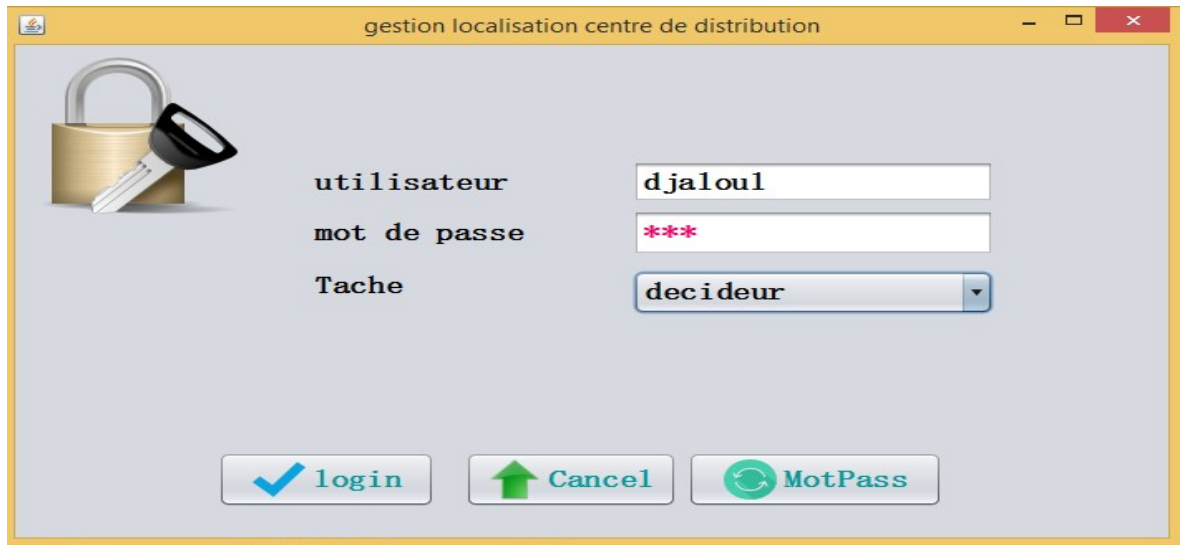 gestion localisation centre de distribution
utilisateur djaloul
mot de passe ***
Tache decideur
login Cancel MotPass